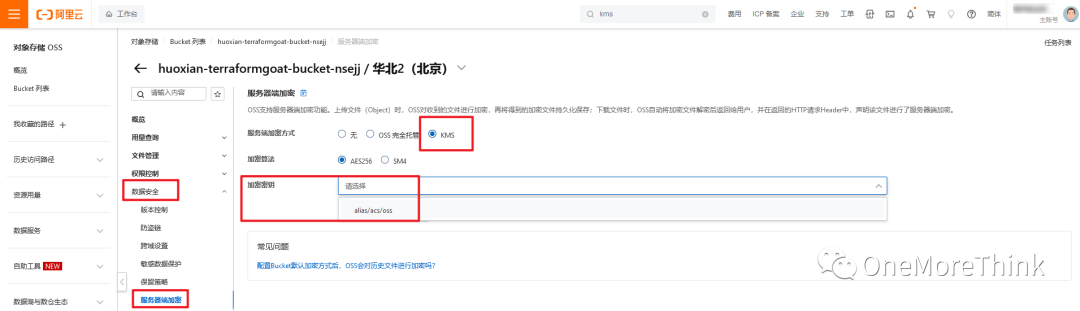 阿里云
工作台
kms
费用 ICP 备案 企业 支持 工单 简体
主账号
对象存储 OSS
概览
Bucket 列表
我收藏的路径
历史访问路径
资源用量
数据服务
自助工具 NEW
数据湖与数仓生态
对象存储 Bucket 列表 huoxian-terraformgoat-bucket-nsejj 服务器端加密
任务列表
huoxian-terraformgoat-bucket-nsejj / 华北2（北京）
请输入内容
概览
用量查询
文件管理
权限控制
数据安全
版本控制
防盗链
跨域设置
敏感数据保护
保留策略
服务器端加密
服务器端加密
OSS支持服务器端加密功能。上传文件（Object）时，OSS对收到的文件进行加密，再将得到的加密文件持久化保存；下载文件时，OSS自动将加密文件解密后返回给用户，并在返回的HTTP请求Header中，声明该文件进行了服务器端加密。
服务端加密方式 无 OSS 完全托管 KMS
加密算法 AES256 SM4
加密密钥 请选择
alias/acs/oss
常见问题
配置Bucket默认加密方式后，OSS会对历史文件进行加密吗?
OneMoreThink